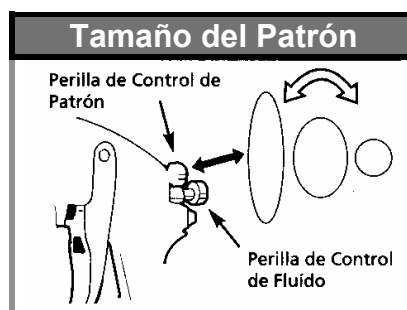 Tamaño del Patrón
Perilla de Control de
Patrón
Perilla de Control
de Fluído